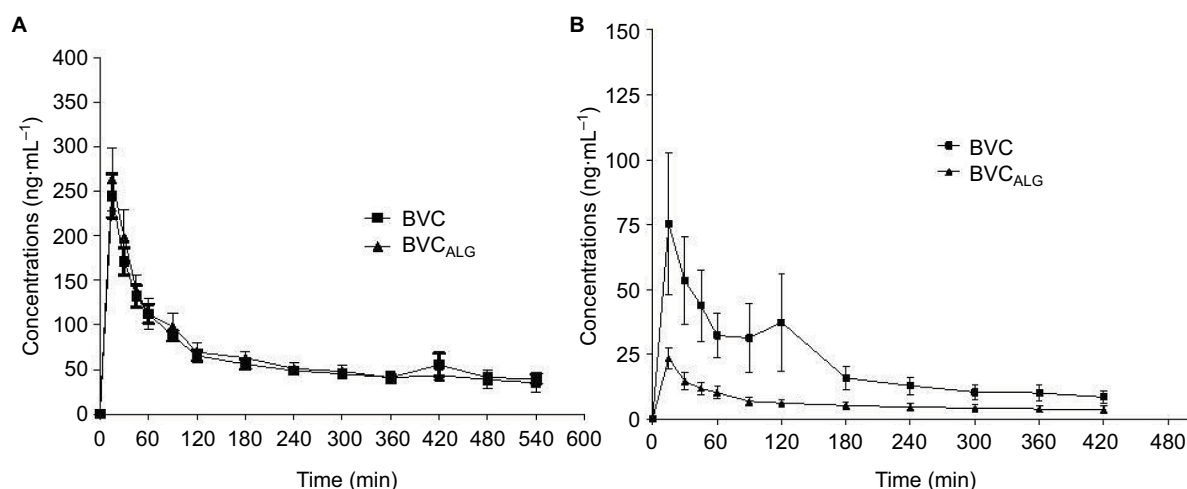 A
Concentrations (ng·mL⁻¹)
400
350
300
250
200
150
100
50
0
0 60 120 180 240 300 360 420 480 540 600
Time (min)
BVC
BVC_ALG
B
Concentrations (ng·mL⁻¹)
150
125
100
75
50
25
0
0 60 120 180 240 300 360 420 480
Time (min)
BVC
BVC_ALG